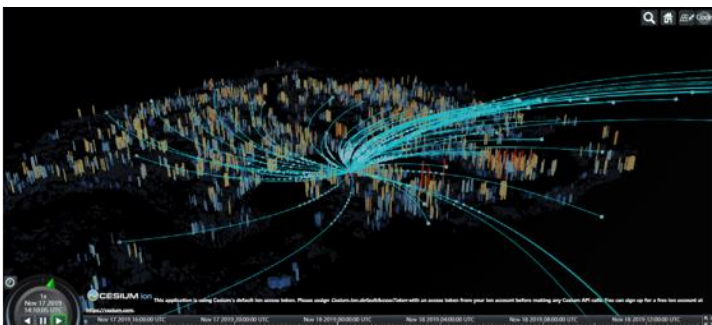 CESIUM ion
This application is using Cesium's default ion access token. Please assign Cesium.Ion.defaultAccessToken with an access token from your ion account before making any Cesium API calls. You can sign up for a free ion account at
https://cesium.com.
1x
Nov 17 2019
Nov 17 2019 16:00:00 UTC Nov 17 2019 20:00:00 UTC Nov 18 2019 00:00:00 UTC Nov 18 2019 04:00:00 UTC Nov 18 2019 08:00:00 UTC Nov 18 2019 12:00:00 UTC